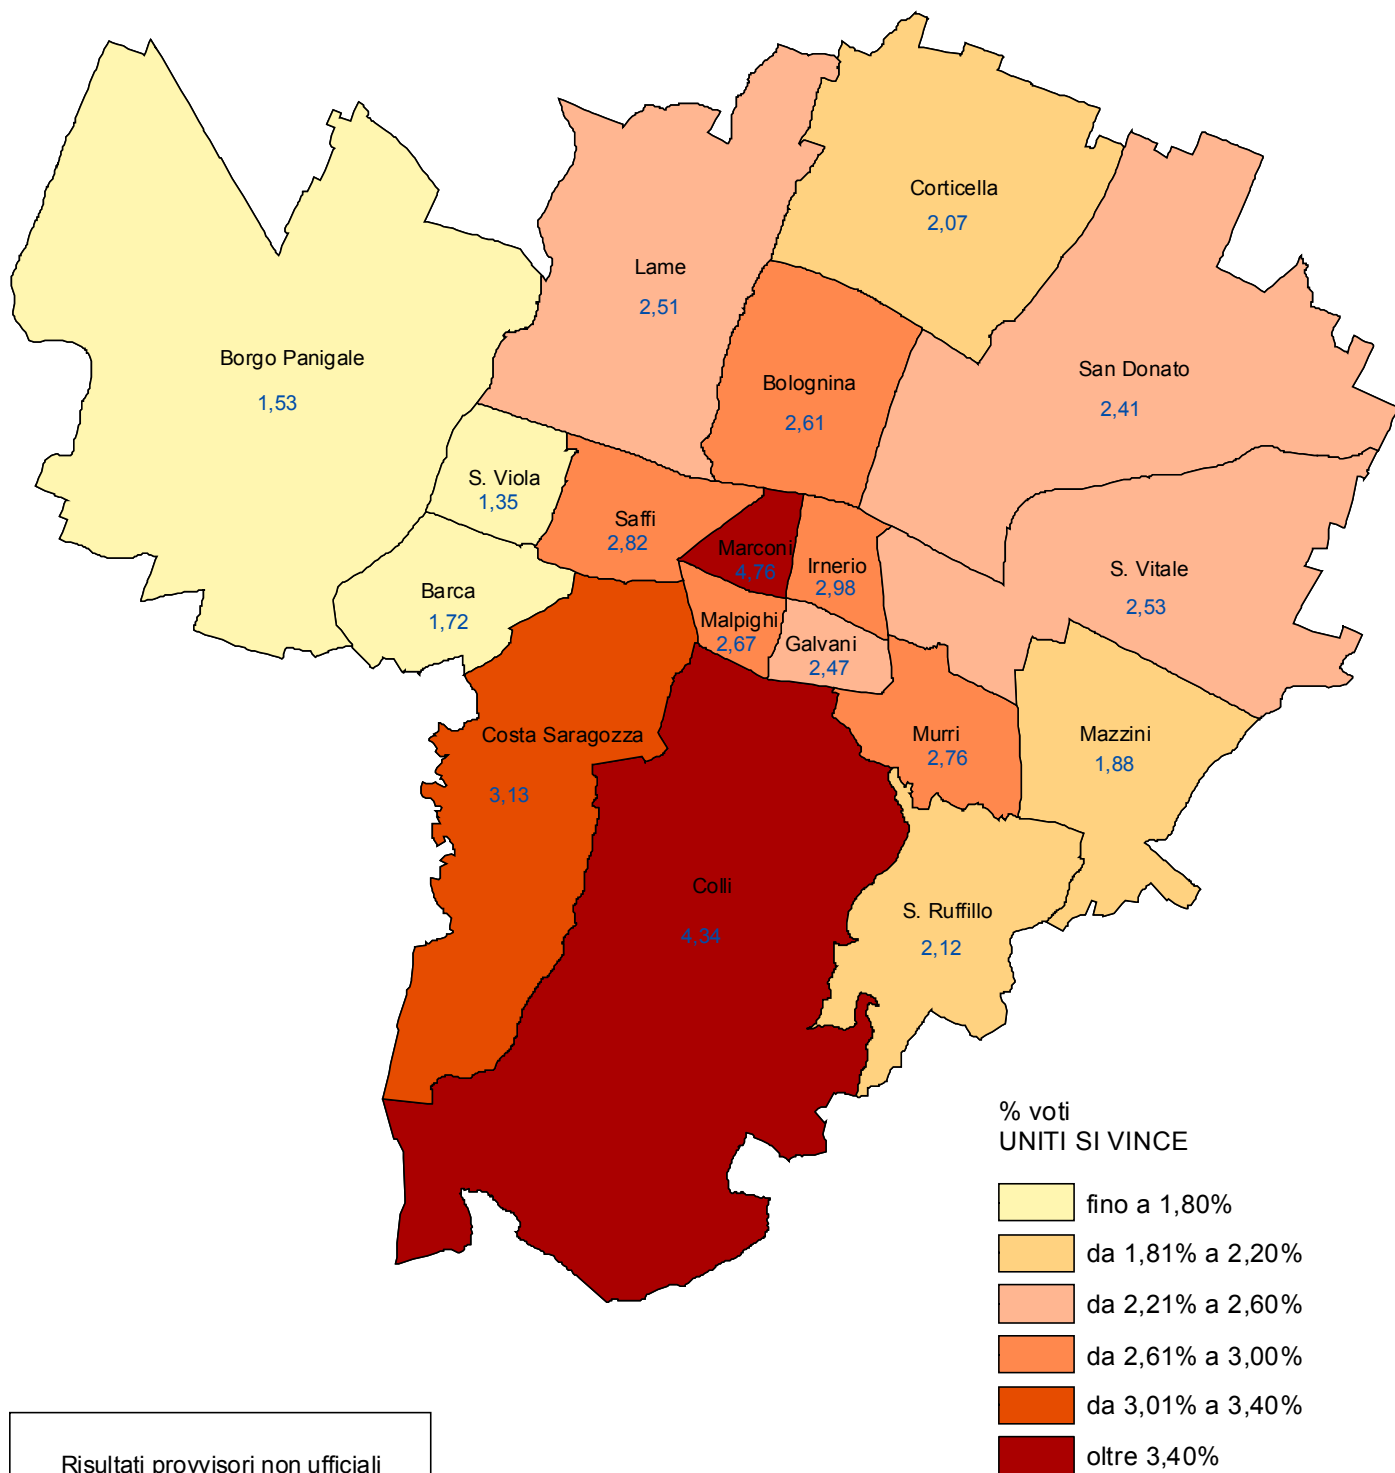 Corticella
2,07
Lame
2,51
Borgo Panigale
1,53
Bolognina
2,61
San Donato
2,41
S. Viola
1,35
Saffi
2,82
Marconi
4,76
Irnerio
2,98
S. Vitale
2,53
Barca
1,72
Malpighi
2,67
Galvani
2,47
Costa Saragozza
3,13
Murri
2,76
Mazzini
1,88
Colli
4,34
S. Ruffillo
2,12
% voti
UNITI SI VINCE
fino a 1,80%
da 1,81% a 2,20%
da 2,21% a 2,60%
da 2,61% a 3,00%
da 3,01% a 3,40%
oltre 3,40%
Risultati provvisori non ufficiali